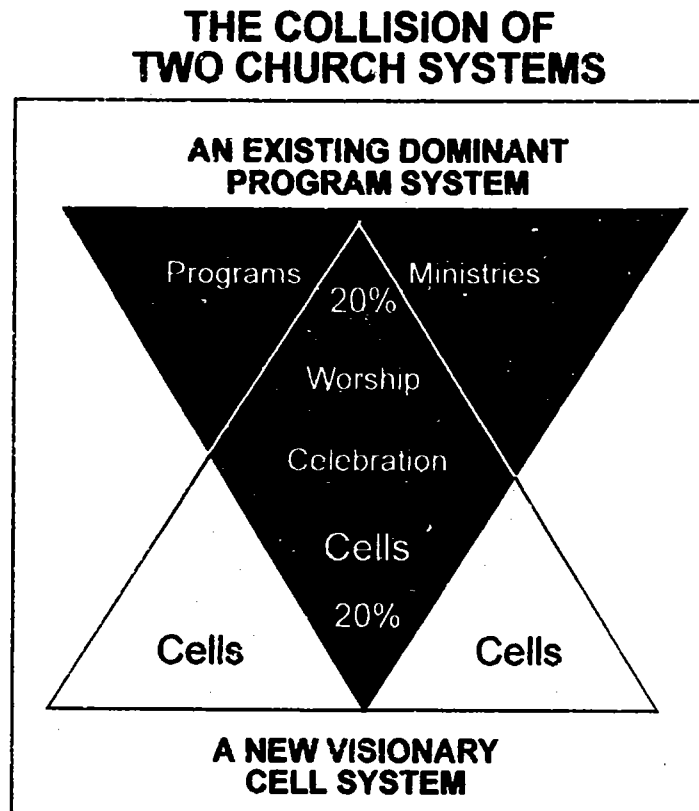 THE COLLISION OF
TWO CHURCH SYSTEMS
AN EXISTING DOMINANT
PROGRAM SYSTEM
Programs
Ministries
20%
Worship
Celebration
Cells
20%
Cells
Cells
A NEW VISIONARY
CELL SYSTEM